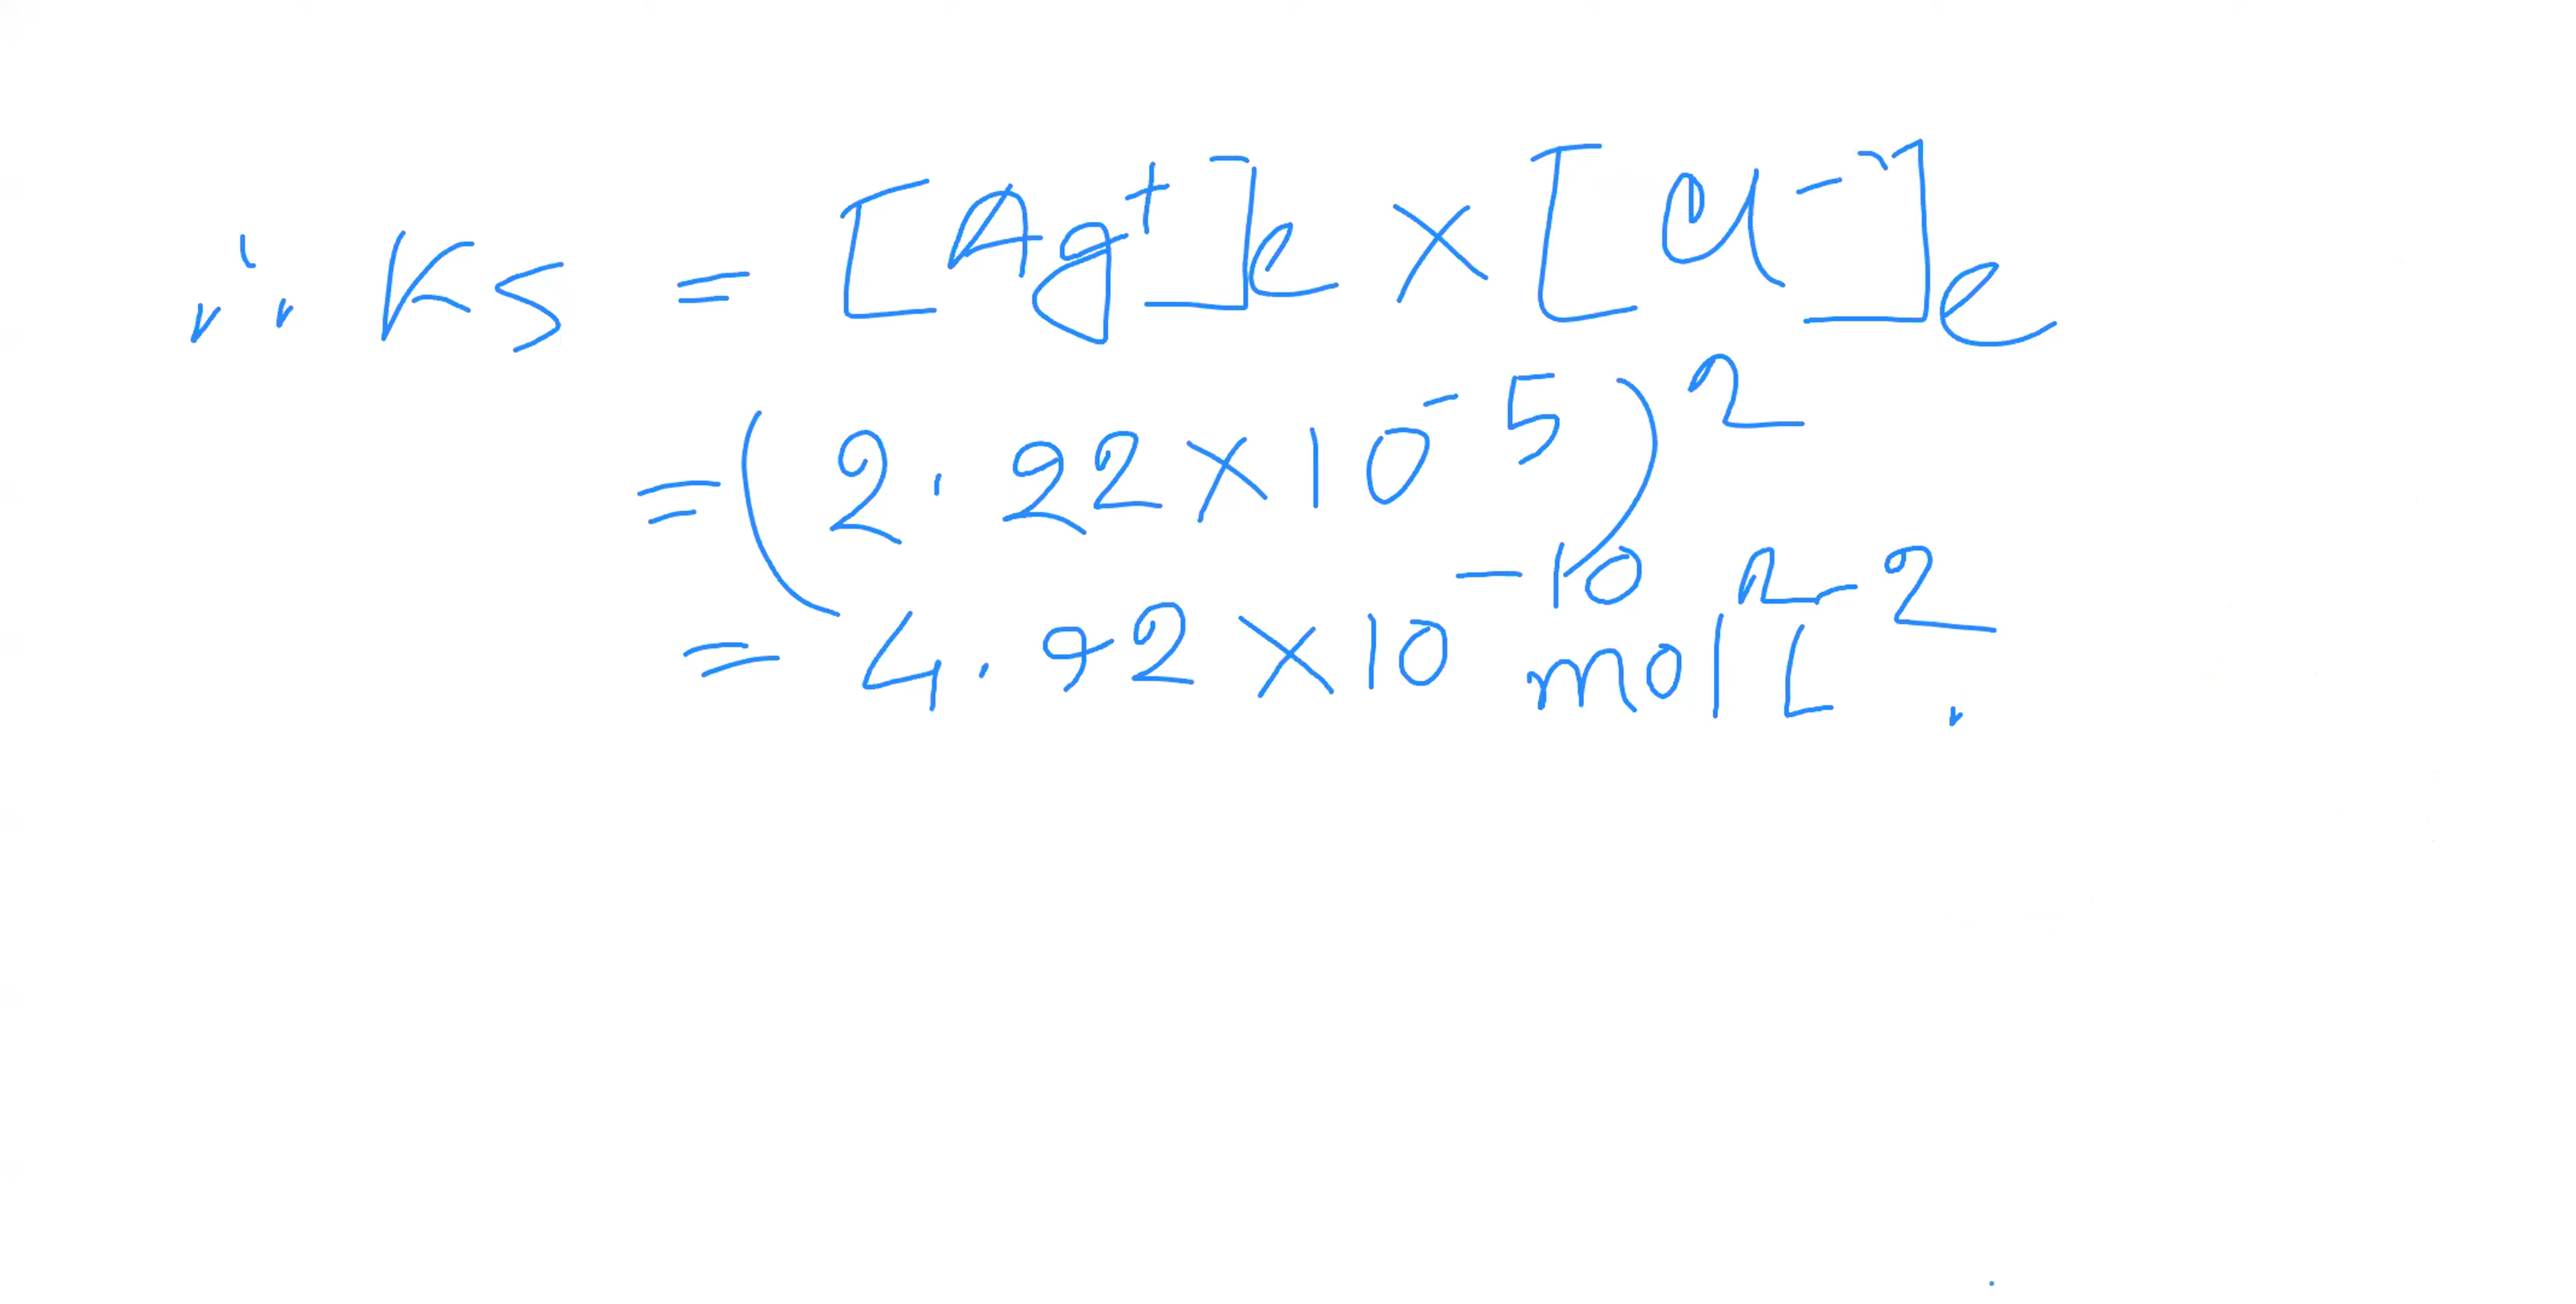 ∴ Ks = [Ag⁺]e × [Cl⁻]e
= (2.22×10⁻⁵)²
= 4.92×10⁻¹⁰ mol² L⁻².